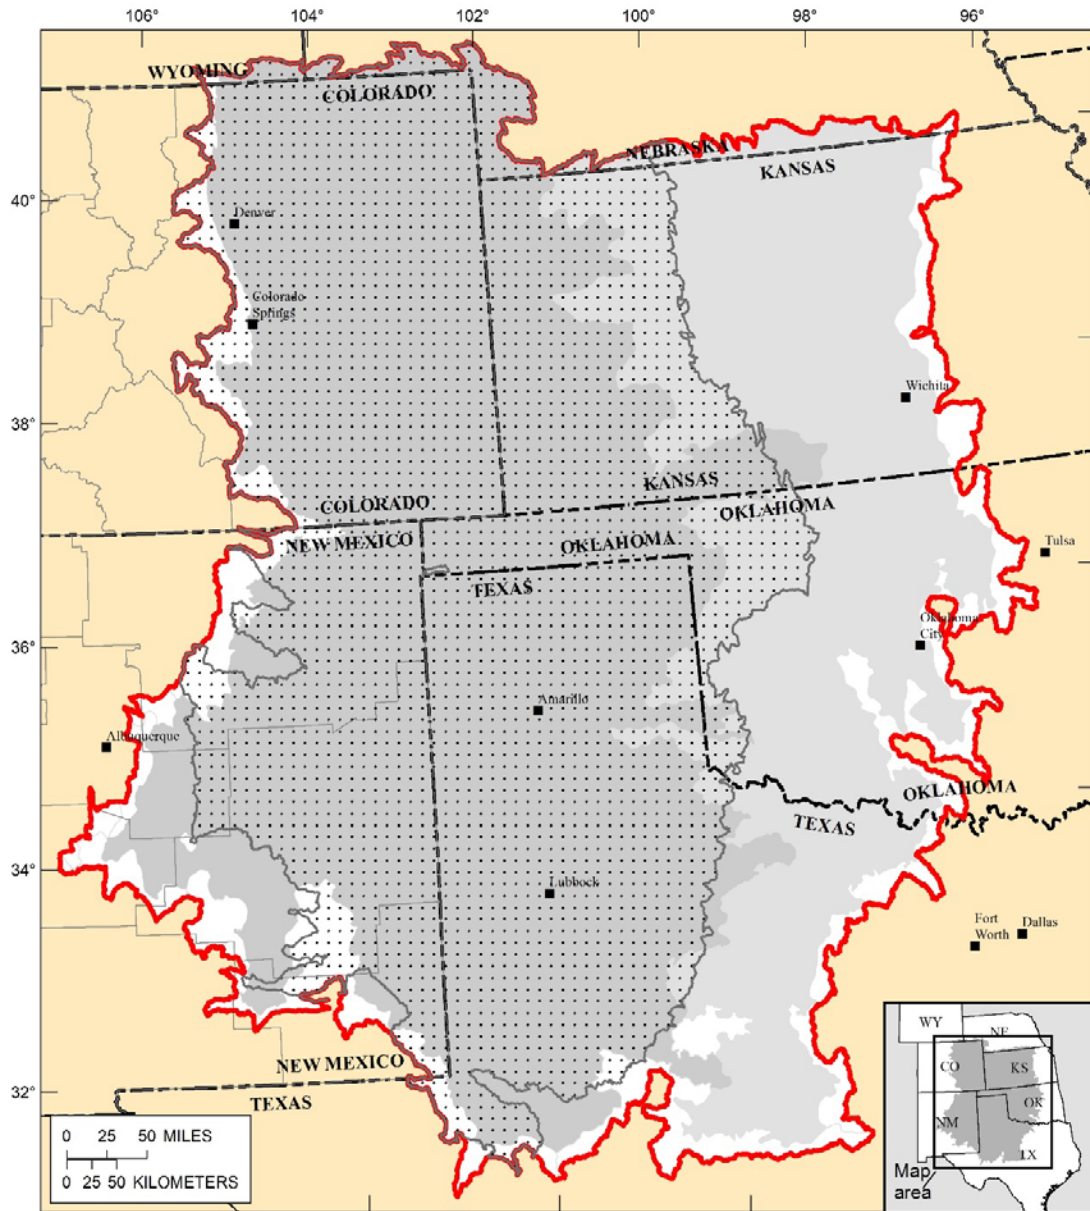 106°
104°
102°
100°
98°
96°
WYOMING
COLORADO
NEBRASKA
KANSAS
40°
Denver
Colorado
Springs
Wichita
38°
KANSAS
COLORADO
OKLAHOMA
NEW MEXICO
OKLAHOMA
Tulsa
TEXAS
Oklahoma
City
36°
Amarillo
Albuquerque
OKLAHOMA
TEXAS
34°
Lubbock
Fort
Worth
Dallas
NEW MEXICO
32°
TEXAS
0 25 50 MILES
0 25 50 KILOMETERS
WY
NE
CO
KS
OK
NM
TX
Map
area